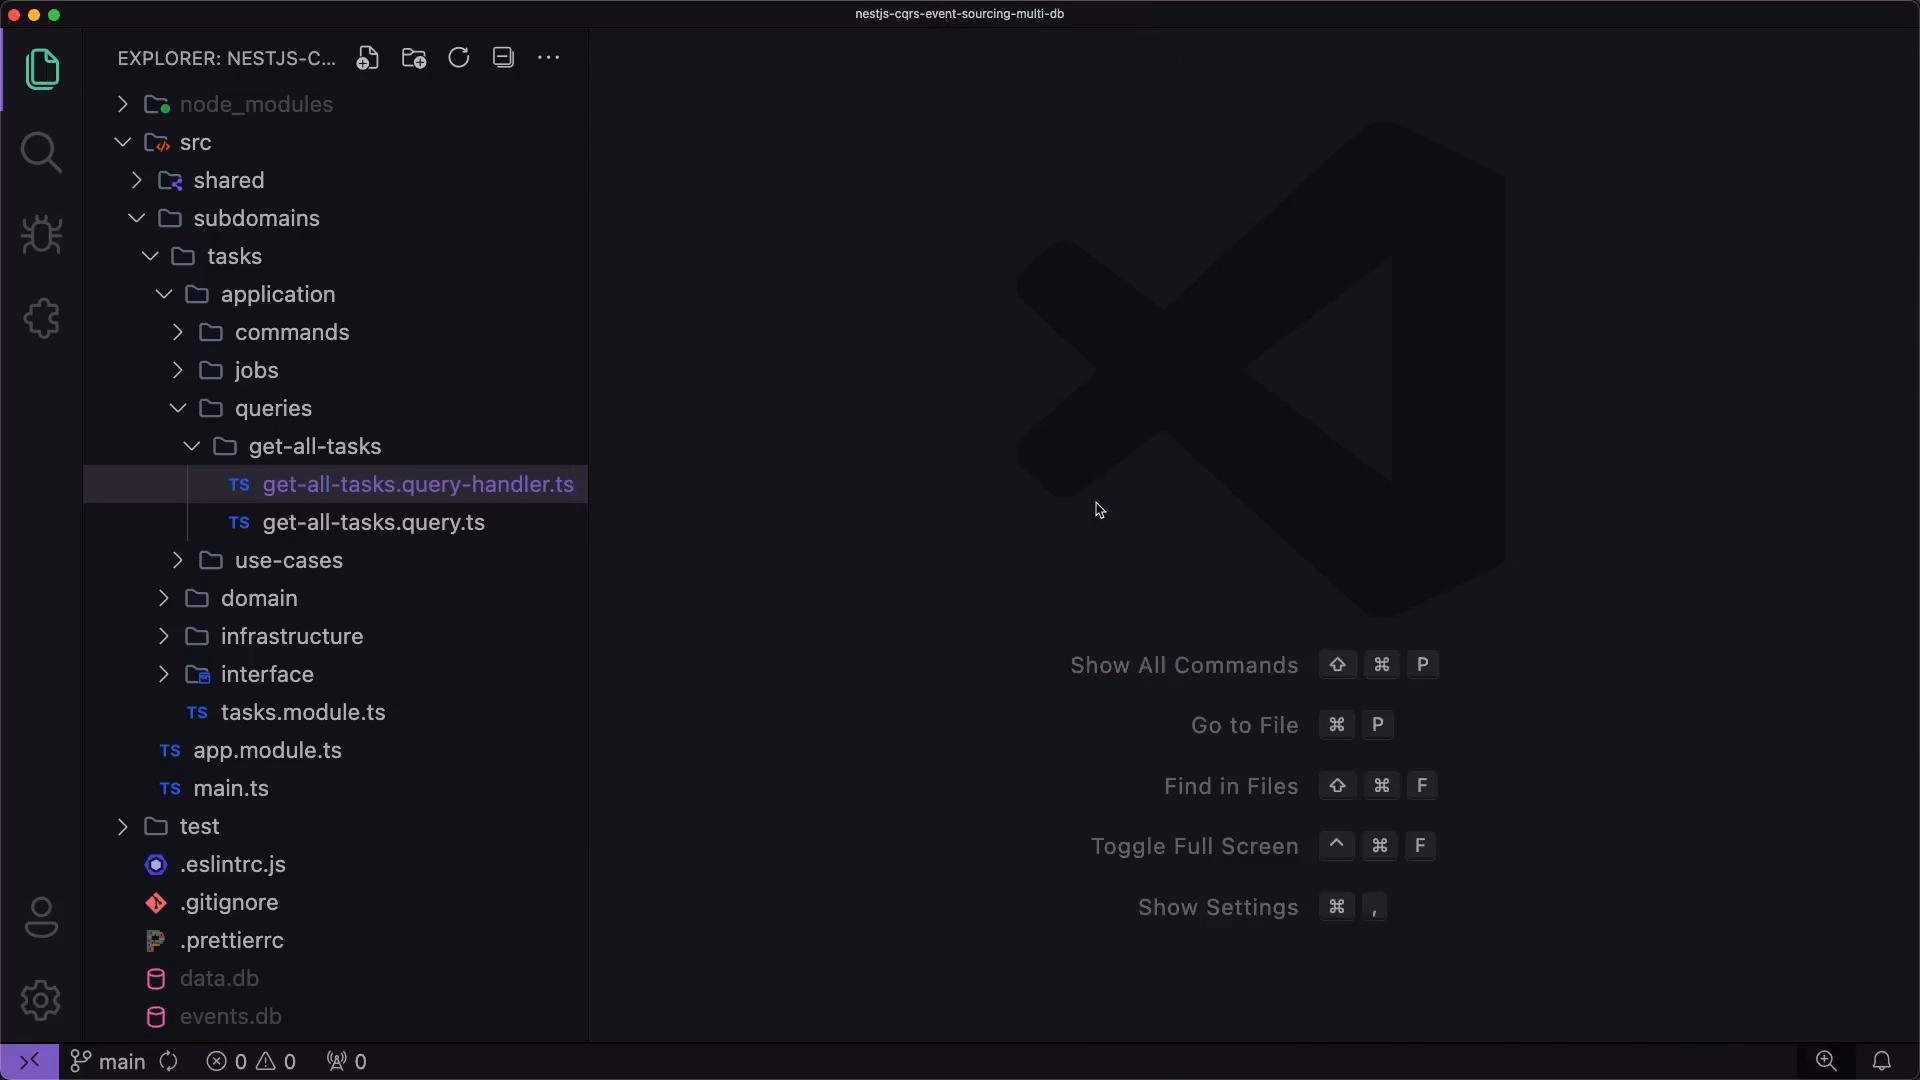 nestjs-cqrs-event-sourcing-multi-db
EXPLORER: NESTJS-C...
node_modules
src
shared
subdomains
tasks
application
commands
jobs
queries
get-all-tasks
TS get-all-tasks.query-handler.ts
TS get-all-tasks.query.ts
use-cases
domain
infrastructure
interface
TS tasks.module.ts
TS app.module.ts
TS main.ts
test
.eslintrc.js
.gitignore
.prettierrc
data.db
events.db
Show All Commands ⇧ ⌘ P
Go to File ⌘ P
Find in Files ⇧ ⌘ F
Toggle Full Screen ^ ⌘ F
Show Settings ⌘ ,
main 0 0 0